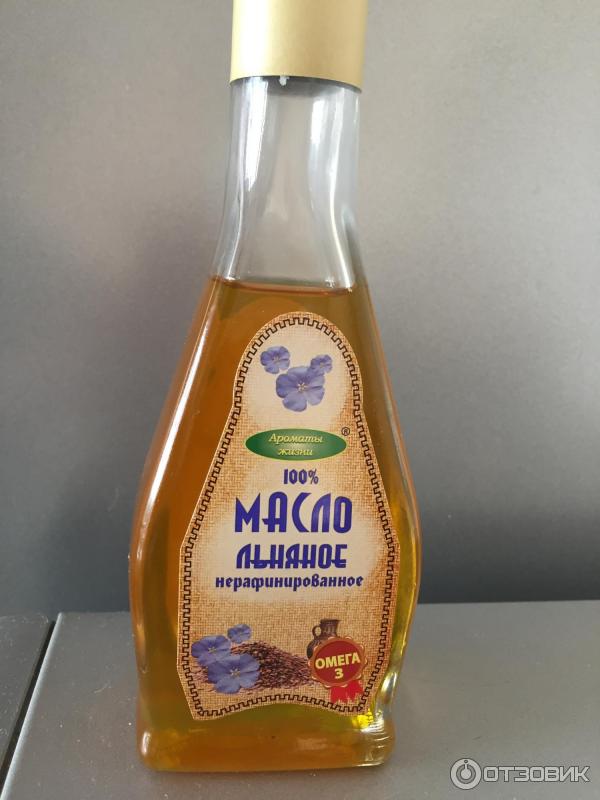 Ароматы
жизни
®
100%
МАСЛО
ЛЬНЯНОЕ
нерафинированное
ОМЕГА
3
ОТЗОВИК